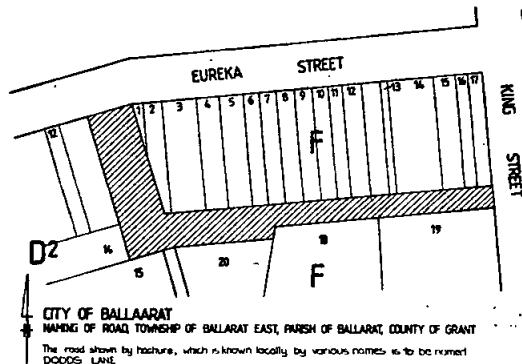 EUREKA STREET
KING STREET
1 2 3 4 5 6 7 8 9 10 11 12 13 14 15 16 17
12
F
D2
14
15
20
18
19
F
CITY OF BALLAARAT
NAMING OF ROAD, TOWNSHIP OF BALLARAT EAST, PARISH OF BALLARAT, COUNTY OF GRANT
The road shown by hachure, which is known locally by various names is to be named
DODDS LANE